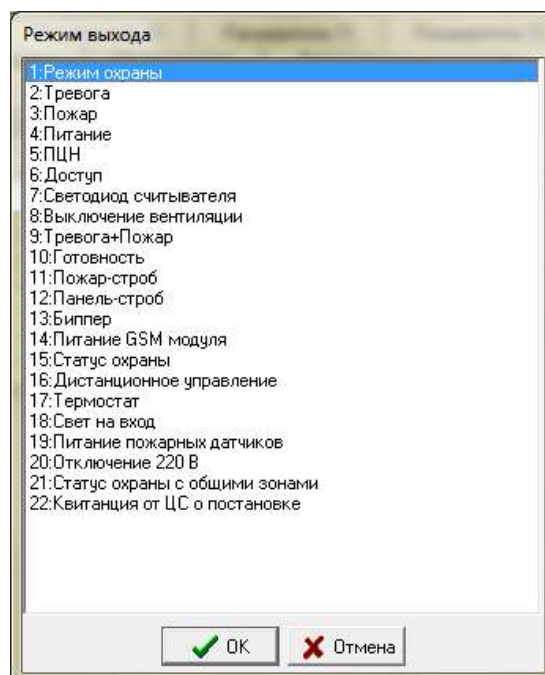 Режим выхода
1:Режим охраны
2:Тревога
3:Пожар
4:Питание
5:ПЦН
6:Доступ
7:Светодиод считывателя
8:Выключение вентиляции
9:Тревога+Пожар
10:Готовность
11:Пожар-строб
12:Панель-строб
13:Биппер
14:Питание GSM модуля
15:Статус охраны
16:Дистанционное управление
17:Термостат
18:Свет на вход
19:Питание пожарных датчиков
20:Отключение 220 В
21:Статус охраны с общими зонами
22:Квитанция от ЦС о постановке
OK Отмена